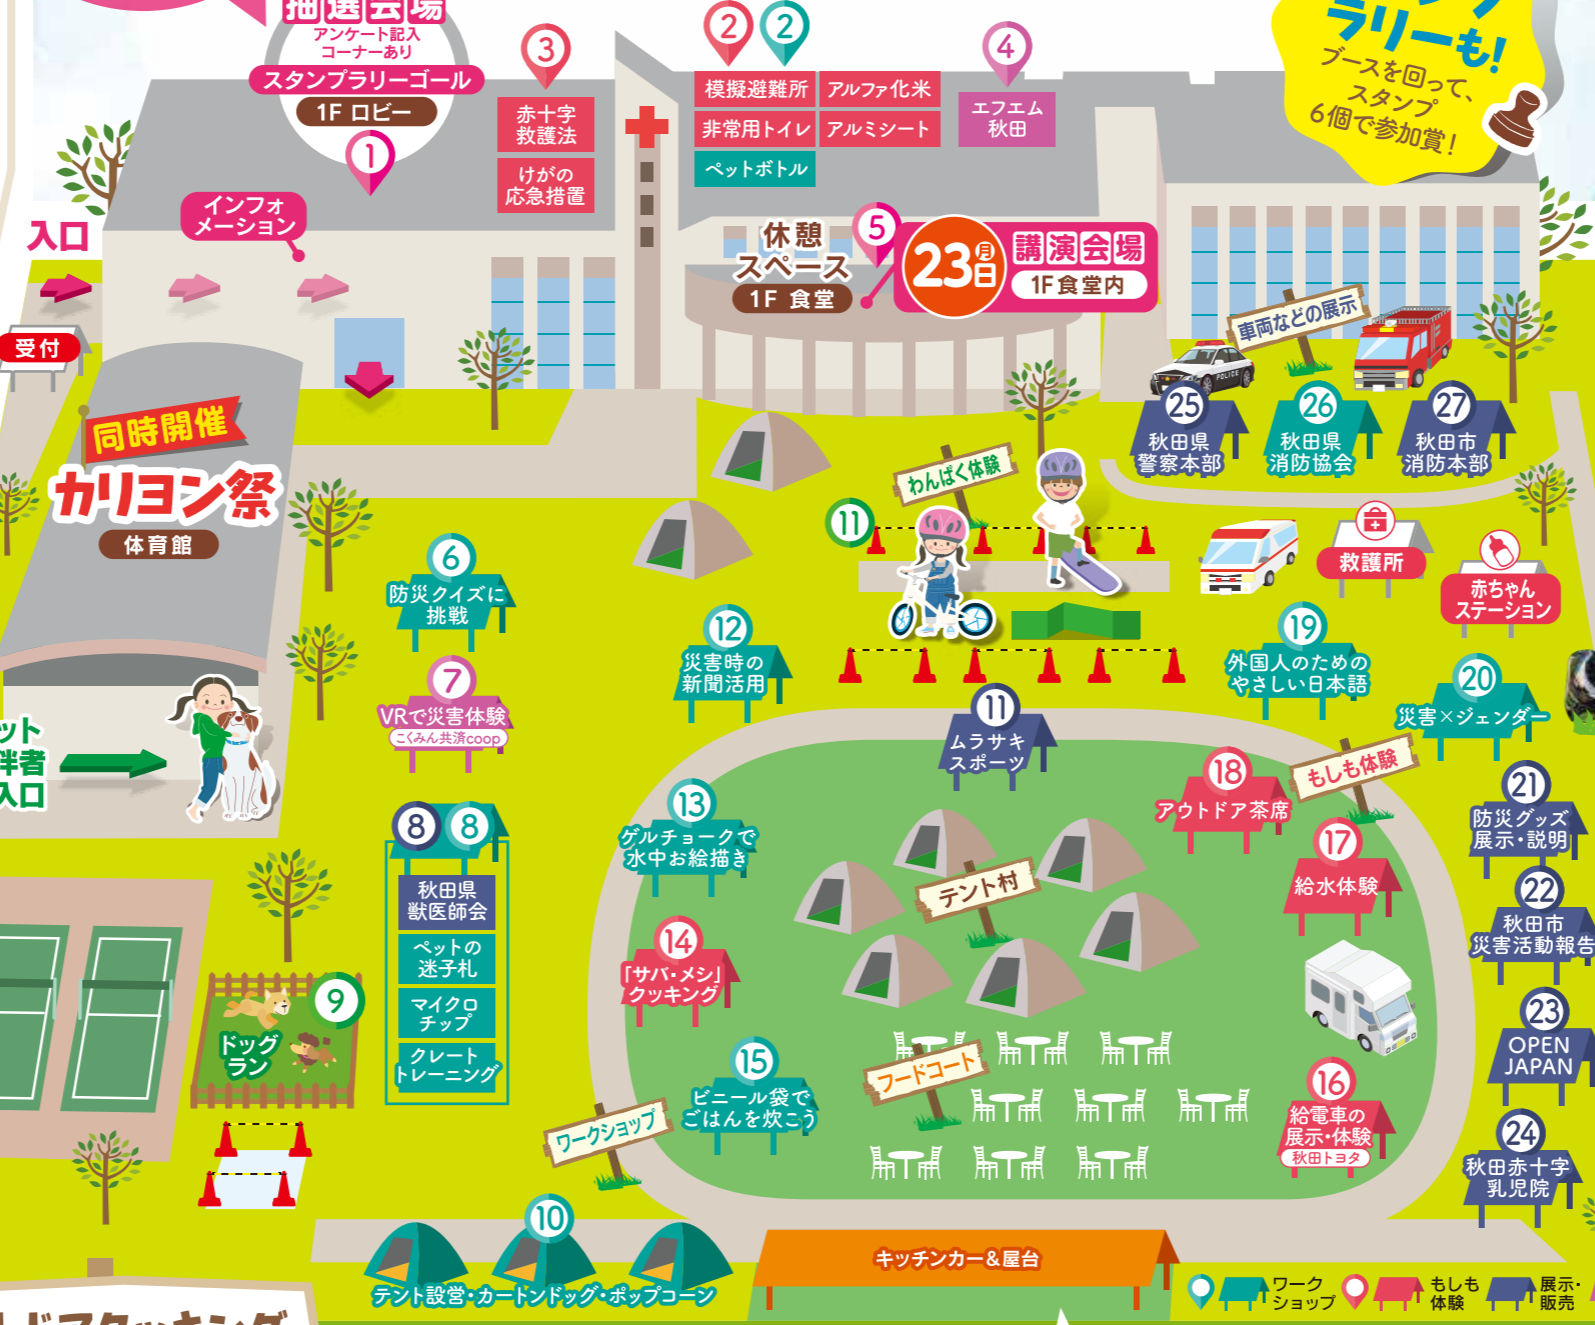 抽選会場
アンケート記入
コーナーあり
スタンプラリーゴール
1F ロビー
1
3
赤十字
救護法
けがの
応急措置
2
2
模擬避難所
アルファ化米
非常用トイレ
アルミシート
ペットボトル
4
エフエム
秋田
ラリーも!
ブースを回って、
スタンプ
6個で参加賞!
入口
インフォ
メーション
受付
休憩
スペース
1F 食堂
5
23日
月
講演会場
1F食堂内
車両などの展示
POLICE
25
秋田県
警察本部
26
秋田県
消防協会
27
秋田市
消防本部
同時開催
カリヨン祭
体育館
わんぱく体験
11
救護所
赤ちゃん
ステーション
6
防災クイズに
挑戦
7
VRで災害体験
こくみん共済coop
12
災害時の
新聞活用
19
外国人のための
やさしい日本語
20
災害×ジェンダー
ット
伴者
入口
11
ムラサキ
スポーツ
18
アウトドア茶席
もしも体験
21
防災グッズ
展示・説明
8
8
秋田県
獣医師会
ペットの
迷子札
マイクロ
チップ
クレート
トレーニング
13
ゲルチョークで
水中お絵描き
テント村
17
給水体験
22
秋田市
災害活動報告
14
「サバ・メシ」
クッキング
9
ドッグ
ラン
23
OPEN
JAPAN
15
ビニール袋で
ごはんを炊こう
フードコート
16
給電車の
展示・体験
秋田トヨタ
ワークショップ
24
秋田赤十字
乳児院
10
テント設営・カートンドッグ・ポップコーン
キッチンカー&屋台
ワーク
ショップ
もしも
体験
展示・
販売
ドアクッキング